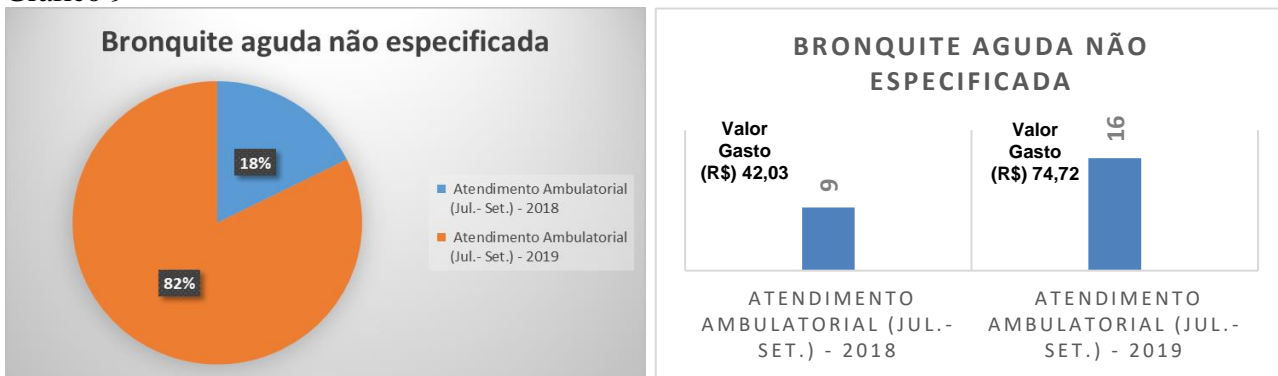 Bronquite aguda não especificada
18%
82%
Atendimento Ambulatorial
(Jul.- Set.) - 2018
Atendimento Ambulatorial
(Jul.- Set.) - 2019
BRONQUITE AGUDA NÃO
ESPECIFICADA
Valor
Gasto
(R$) 42,03
9
Valor
Gasto
(R$) 74,72
16
ATENDIMENTO
AMBULATORIAL (JUL.-
SET.) - 2018
ATENDIMENTO
AMBULATORIAL (JUL.-
SET.) - 2019